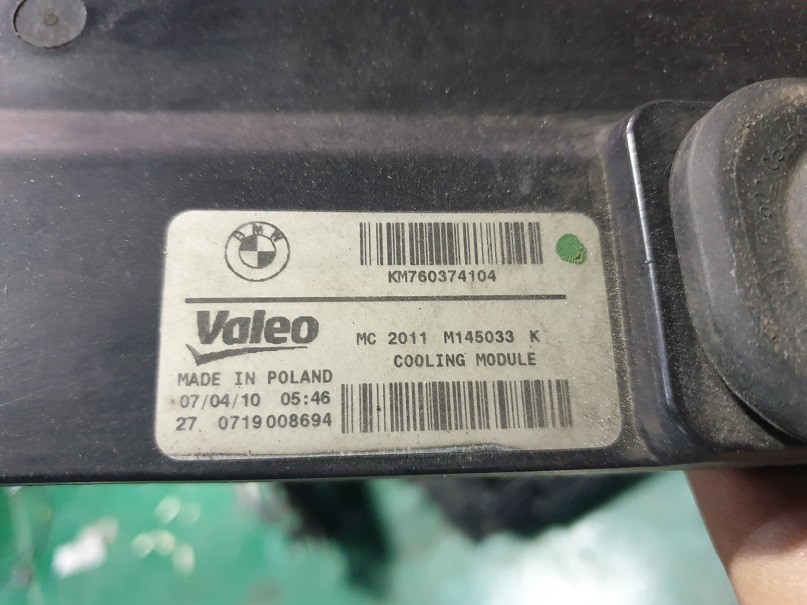 BMW
KM760374104
Valeo
MC 2011 M145033 K
COOLING MODULE
MADE IN POLAND
07/04/10 05:46
27. 0719008694